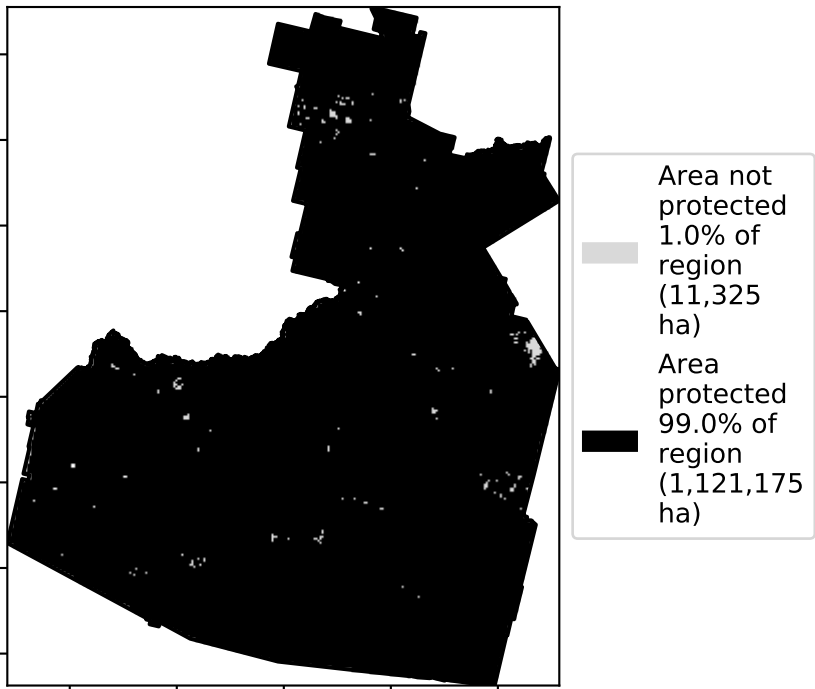 Area not
protected
1.0% of
region
(11,325
ha)
Area
protected
99.0% of
region
(1,121,175
ha)